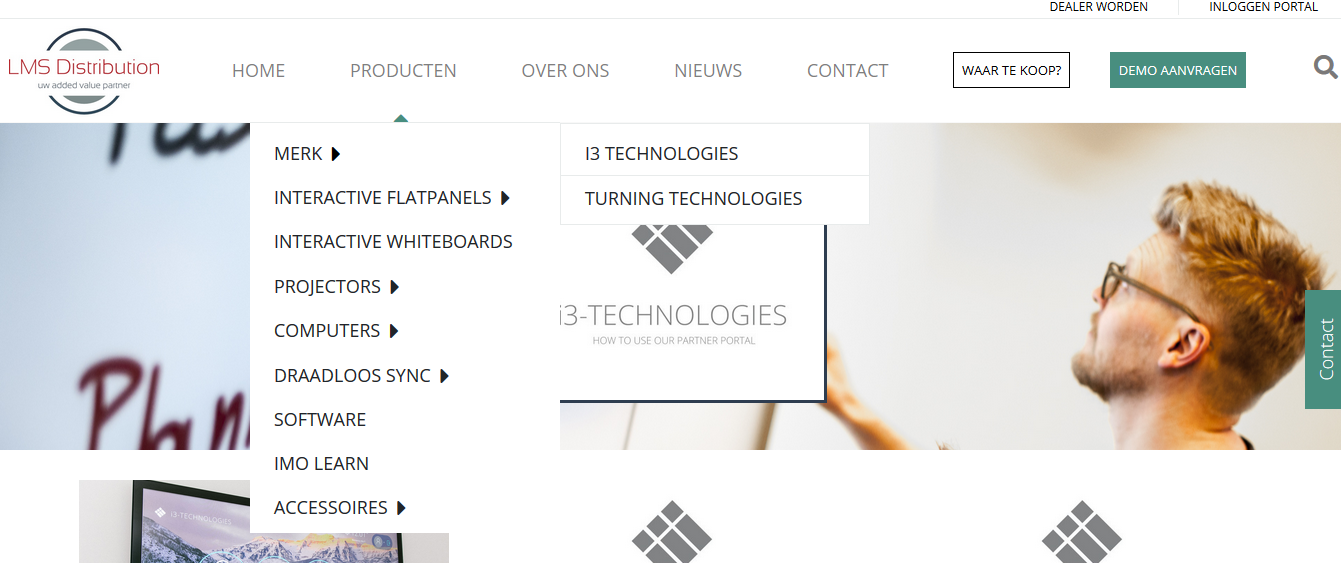 DEALER WORDEN
INLOGGEN PORTAL
LMS Distribution
uw added value partner
HOME
PRODUCTEN
OVER ONS
NIEUWS
CONTACT
WAAR TE KOOP?
DEMO AANVRAGEN
MERK
INTERACTIVE FLATPANELS
INTERACTIVE WHITEBOARDS
PROJECTORS
COMPUTERS
DRAADLOOS SYNC
SOFTWARE
IMO LEARN
ACCESSOIRES
I3 TECHNOLOGIES
TURNING TECHNOLOGIES
i3-TECHNOLOGIES
HOW TO USE OUR PARTNER PORTAL
Contact
Plan
i3-TECHNOLOGIES